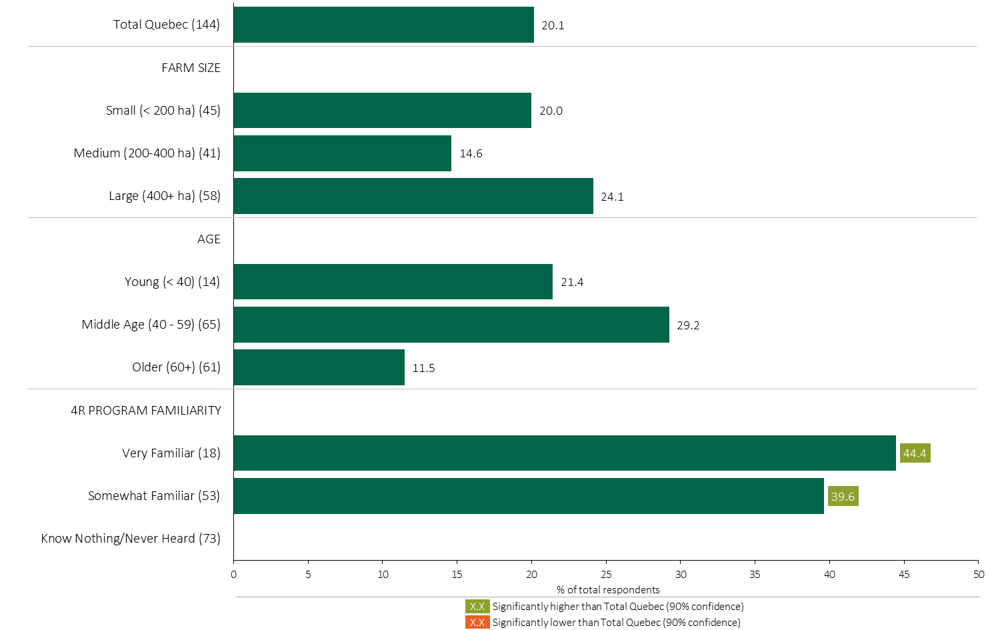 Total Quebec (144) 20.1
FARM SIZE
Small (< 200 ha) (45) 20.0
Medium (200-400 ha) (41) 14.6
Large (400+ ha) (58) 24.1
AGE
Young (< 40) (14) 21.4
Middle Age (40 - 59) (65) 29.2
Older (60+) (61) 11.5
4R PROGRAM FAMILIARITY
Very Familiar (18) 44.4
Somewhat Familiar (53) 39.6
Know Nothing/Never Heard (73)
0 5 10 15 20 25 30 35 40 45 50
% of total respondents
X.X Significantly higher than Total Quebec (90% confidence)
X.X Significantly lower than Total Quebec (90% confidence)